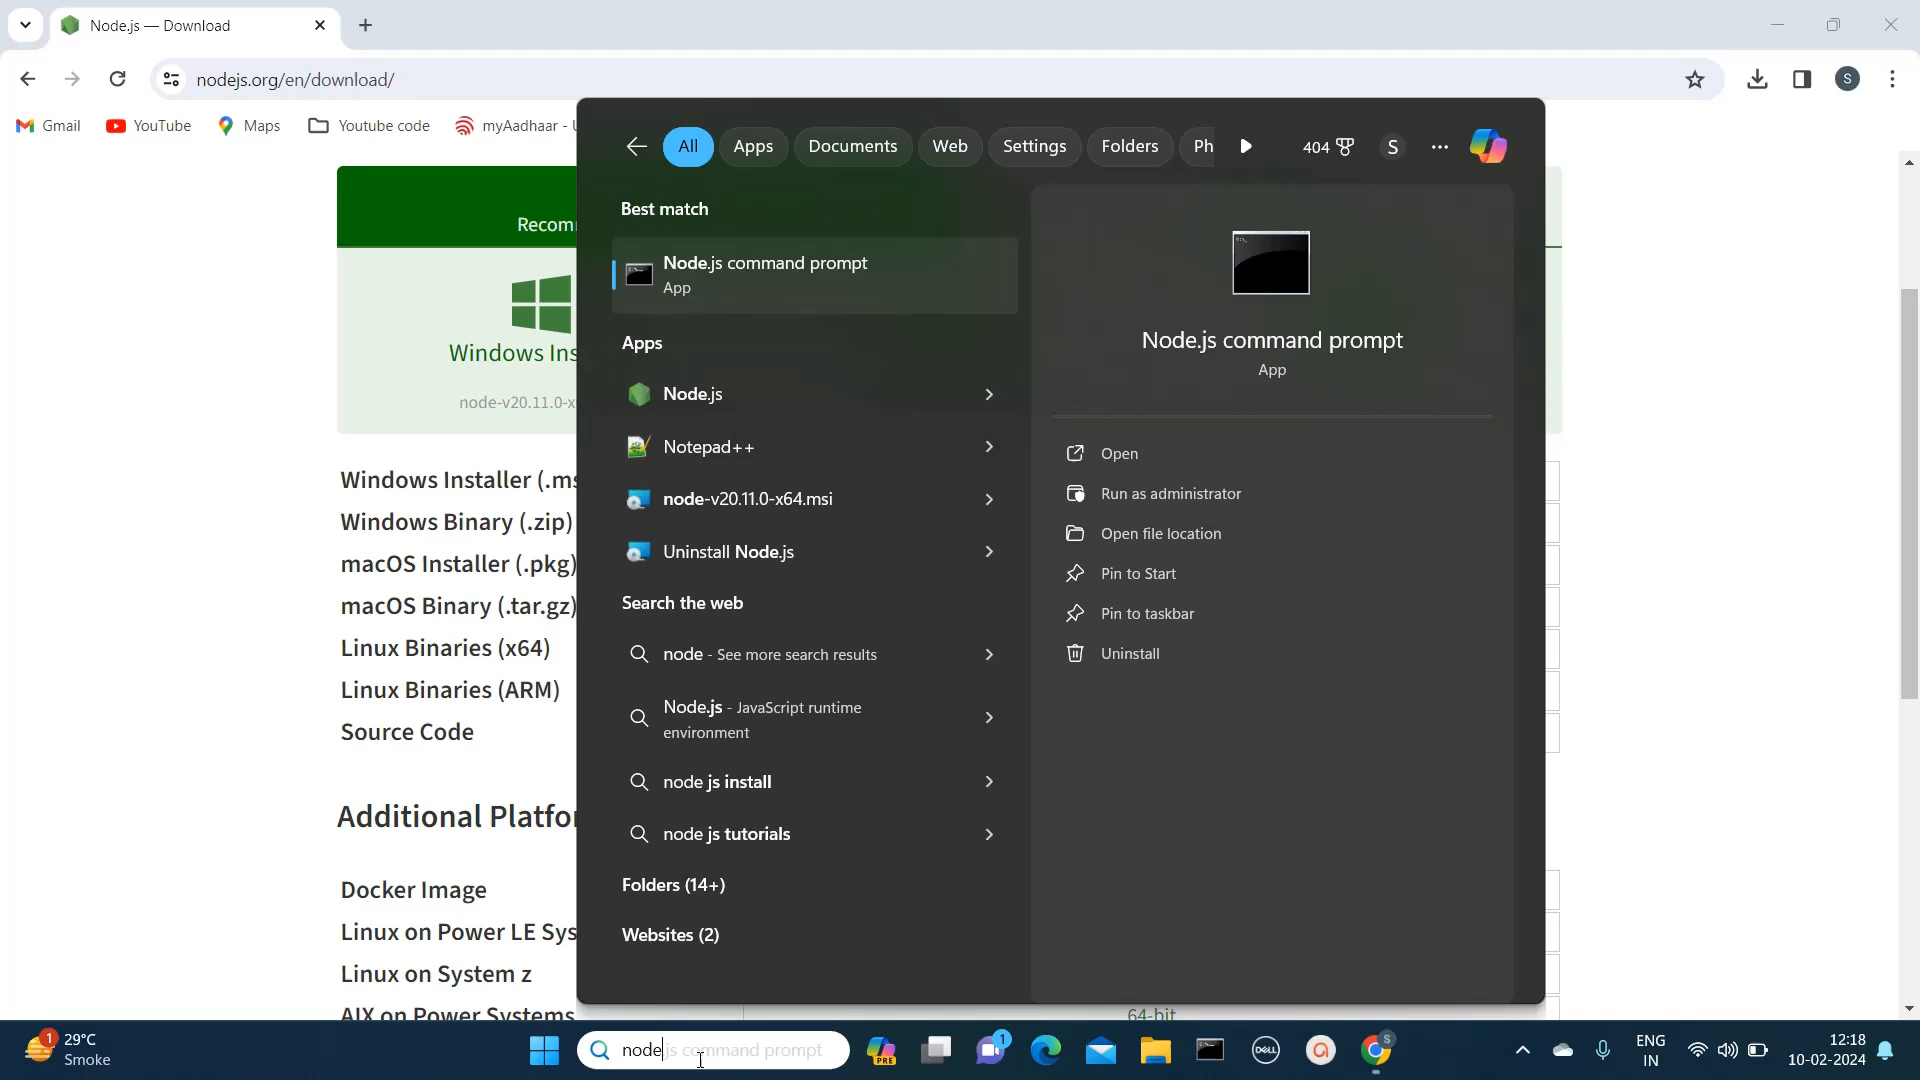 Node.js — Download
nodejs.org/en/download/
S
Gmail
YouTube
Maps
Youtube code
myAadhaar - U
All
Apps
Documents
Web
Settings
Folders
Ph
404
S
Best match
Node.js command prompt
App
Apps
Node.js
Notepad++
node-v20.11.0-x64.msi
Uninstall Node.js
Search the web
node - See more search results
Node.js - JavaScript runtime
environment
node js install
node js tutorials
Folders (14+)
Websites (2)
Node.js command prompt
App
Open
Run as administrator
Open file location
Pin to Start
Pin to taskbar
Uninstall
Recom
Windows Ins
node-v20.11.0-x
Windows Installer (.ms
Windows Binary (.zip)
macOS Installer (.pkg)
macOS Binary (.tar.gz)
Linux Binaries (x64)
Linux Binaries (ARM)
Source Code
Additional Platfor
Docker Image
Linux on Power LE Sys
Linux on System z
AIX on Power Systems
64-bit
1
29°C
Smoke
nodejs command prompt
PRE
1
DELL
S
ENG
IN
12:18
10-02-2024